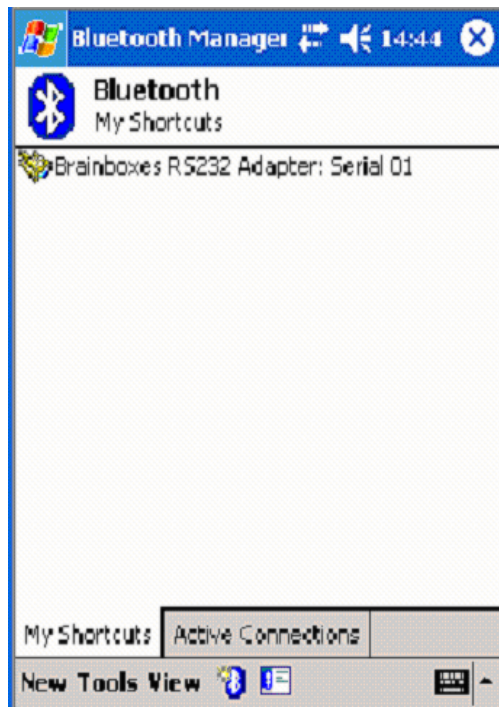 Bluetooth Manager 14:44
Bluetooth
My Shortcuts
Brainboxes RS232 Adapter: Serial 01
My Shortcuts Active Connections
New Tools View